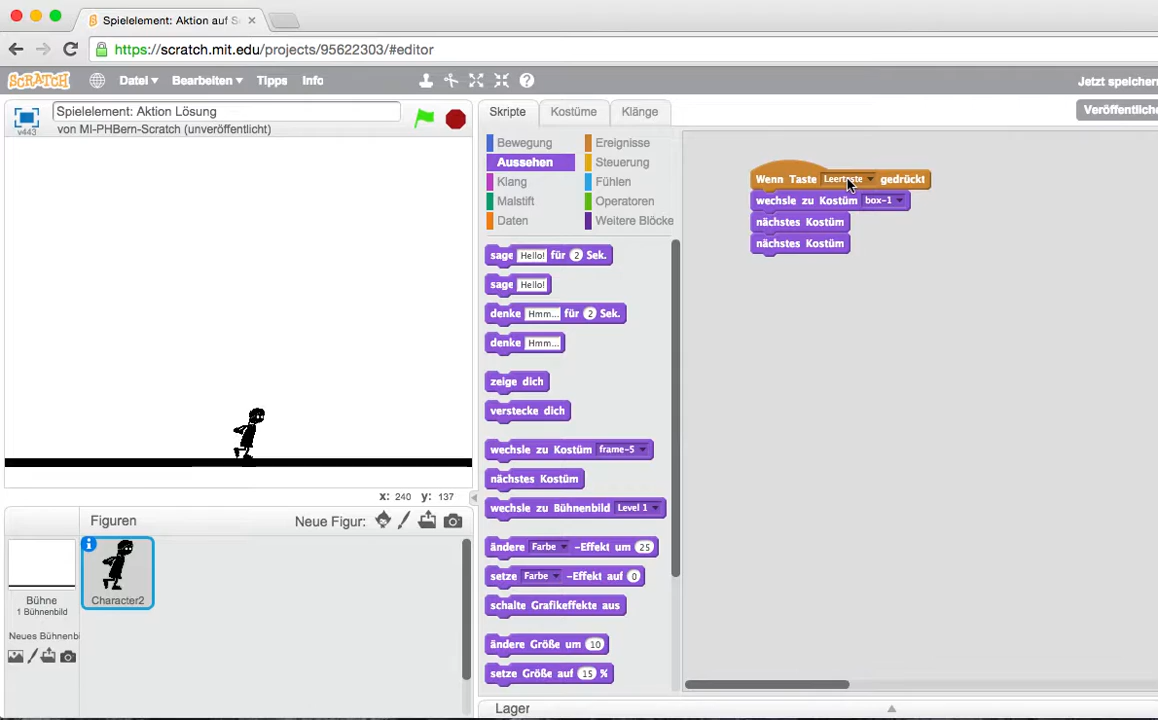 Spielelement: Aktion auf S
https://scratch.mit.edu/projects/95622303/#editor
SCRATCH Datei Bearbeiten Tipps Info Jetzt speichern
Spielelement: Aktion Lösung
von MI-PHBern-Scratch (unveröffentlicht)
v443
Skripte Kostüme Klänge
Veröffentliche
Bewegung Ereignisse
Aussehen Steuerung
Klang Fühlen
Malstift Operatoren
Daten Weitere Blöcke
sage Hello! für 2 Sek.
sage Hello!
denke Hmm... für 2 Sek.
denke Hmm...
zeige dich
verstecke dich
wechsle zu Kostüm frame-5
nächstes Kostüm
wechsle zu Bühnenbild Level 1
ändere Farbe -Effekt um 25
setze Farbe -Effekt auf 0
schalte Grafikeffekte aus
ändere Größe um 10
setze Größe auf 15 %
Wenn Taste Leertaste gedrückt
wechsle zu Kostüm box-1
nächstes Kostüm
nächstes Kostüm
x: 240 y: 137
Figuren Neue Figur:
Bühne
1 Bühnenbild
Neues Bühnenbi
Character2
Lager